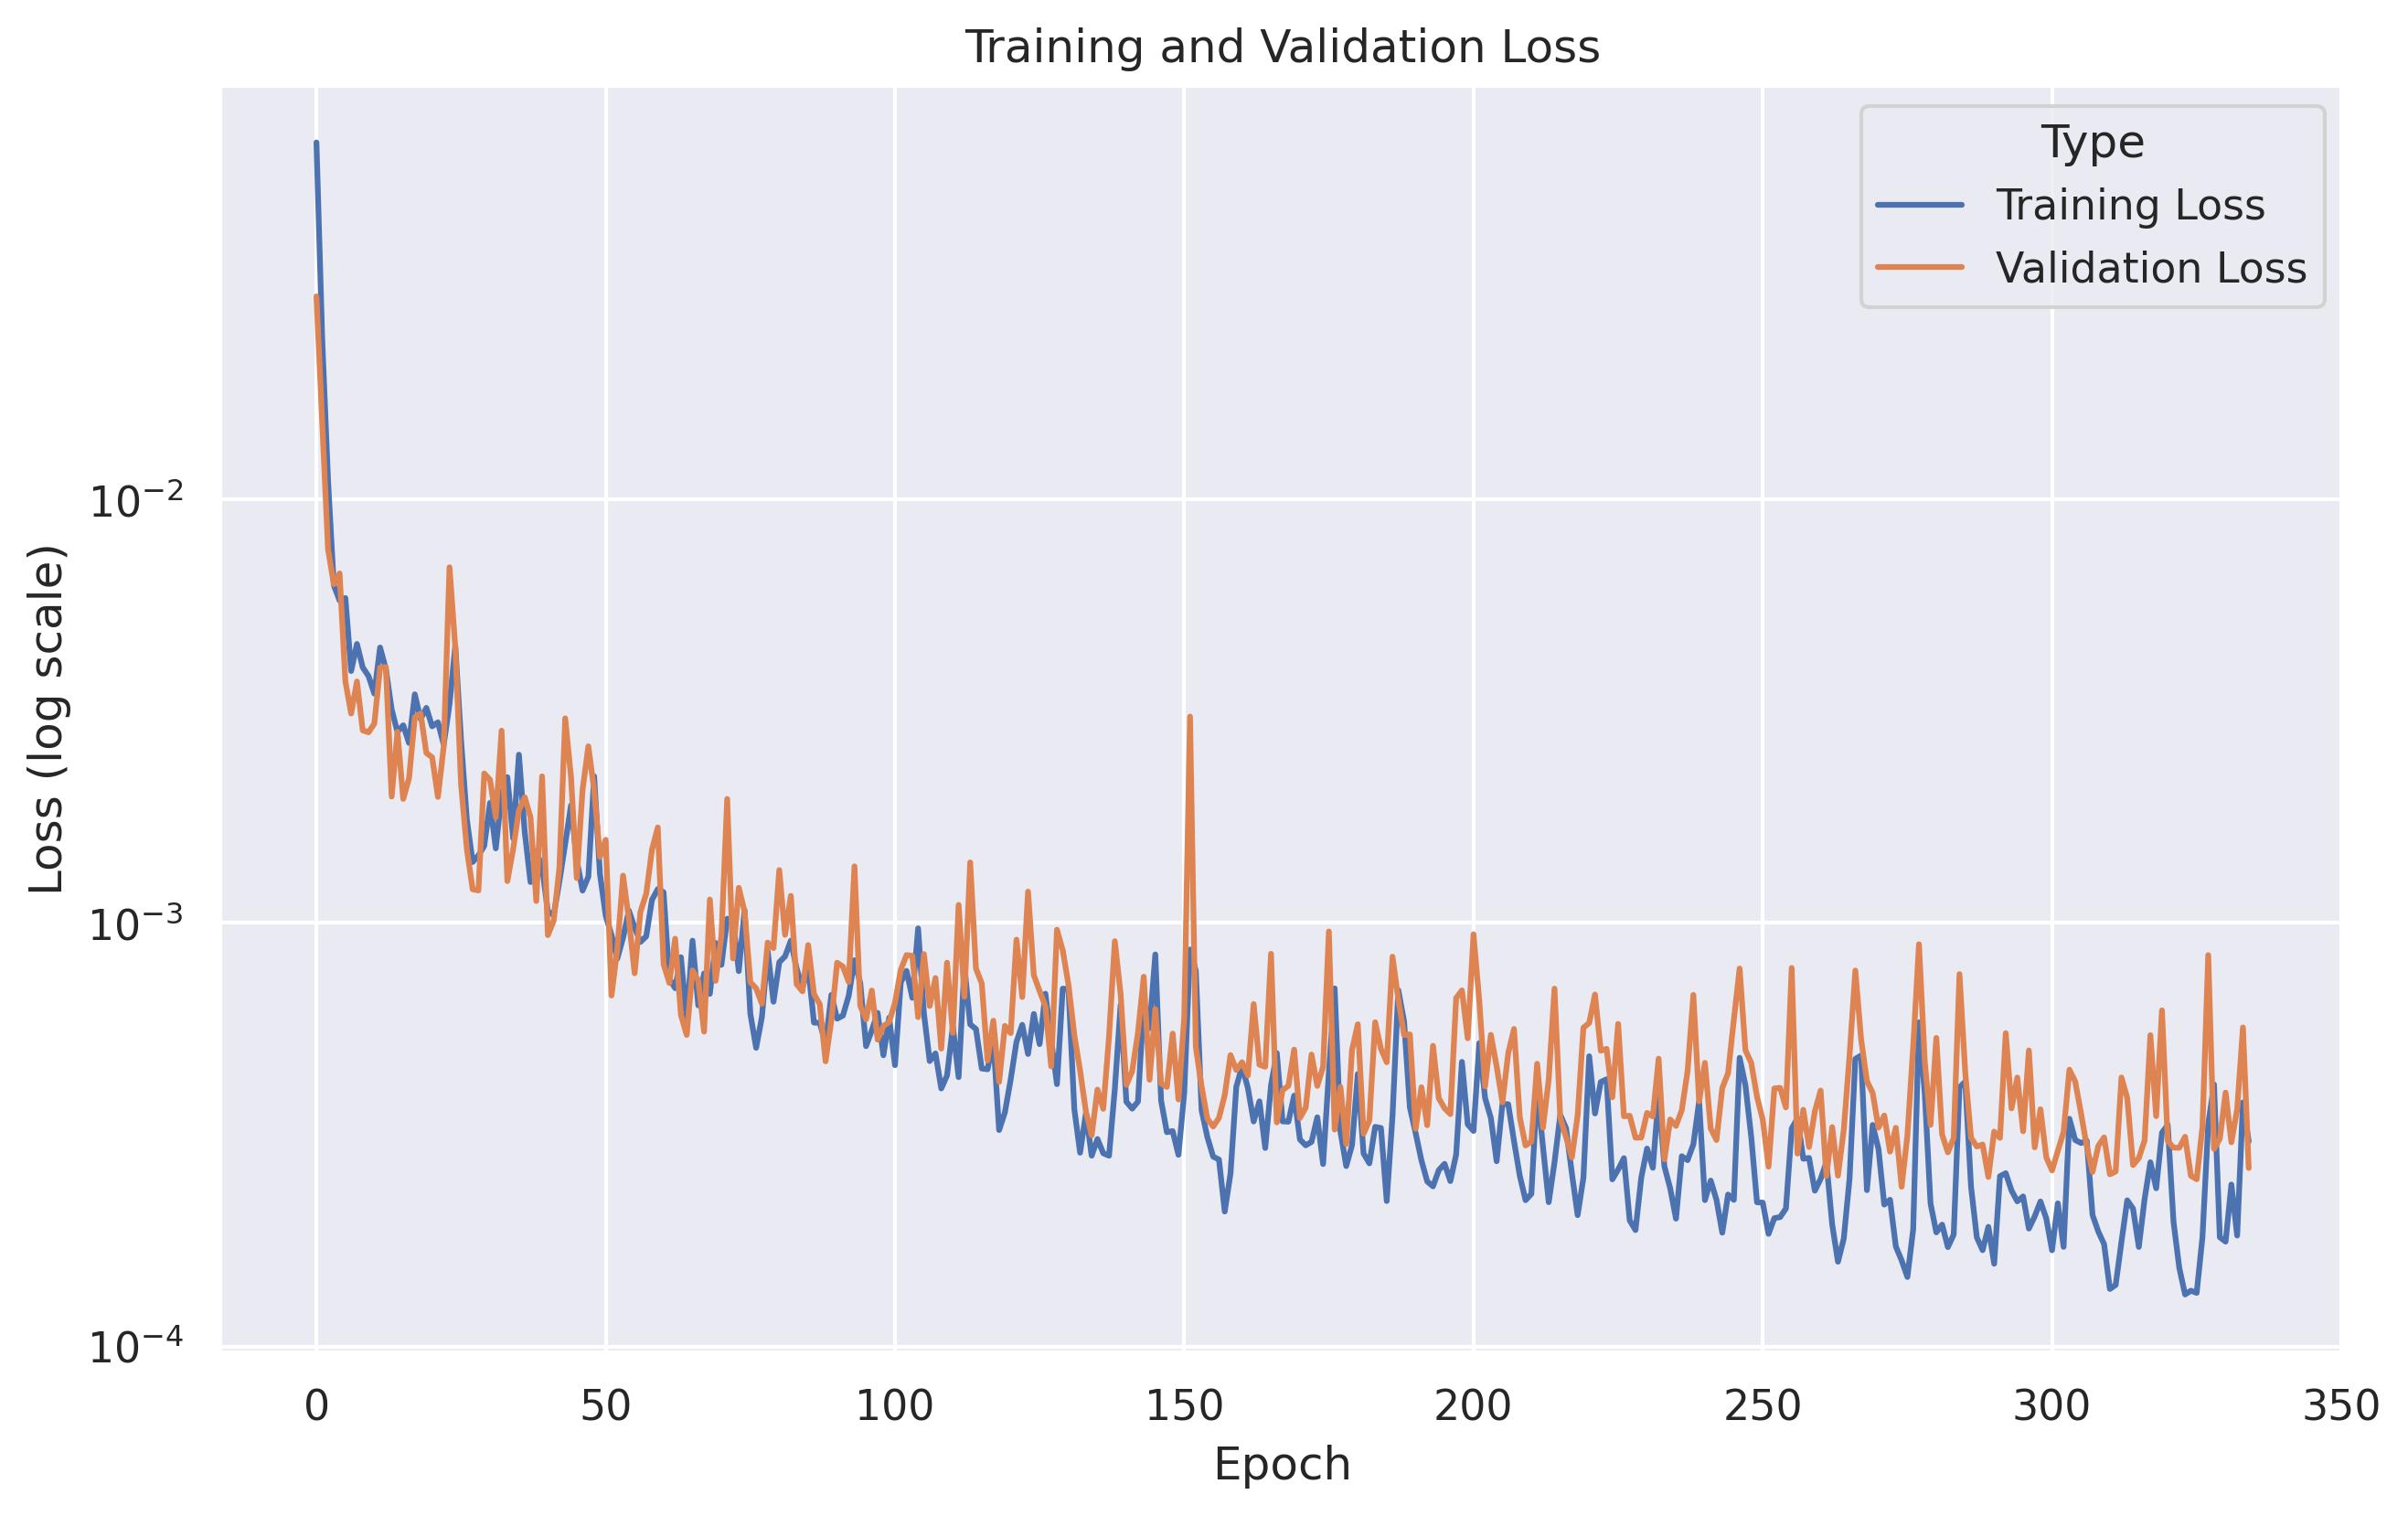 Training and Validation Loss
Type
Training Loss
Validation Loss
Loss (log scale)
10⁻²
10⁻³
10⁻⁴
0 50 100 150 200 250 300 350
Epoch